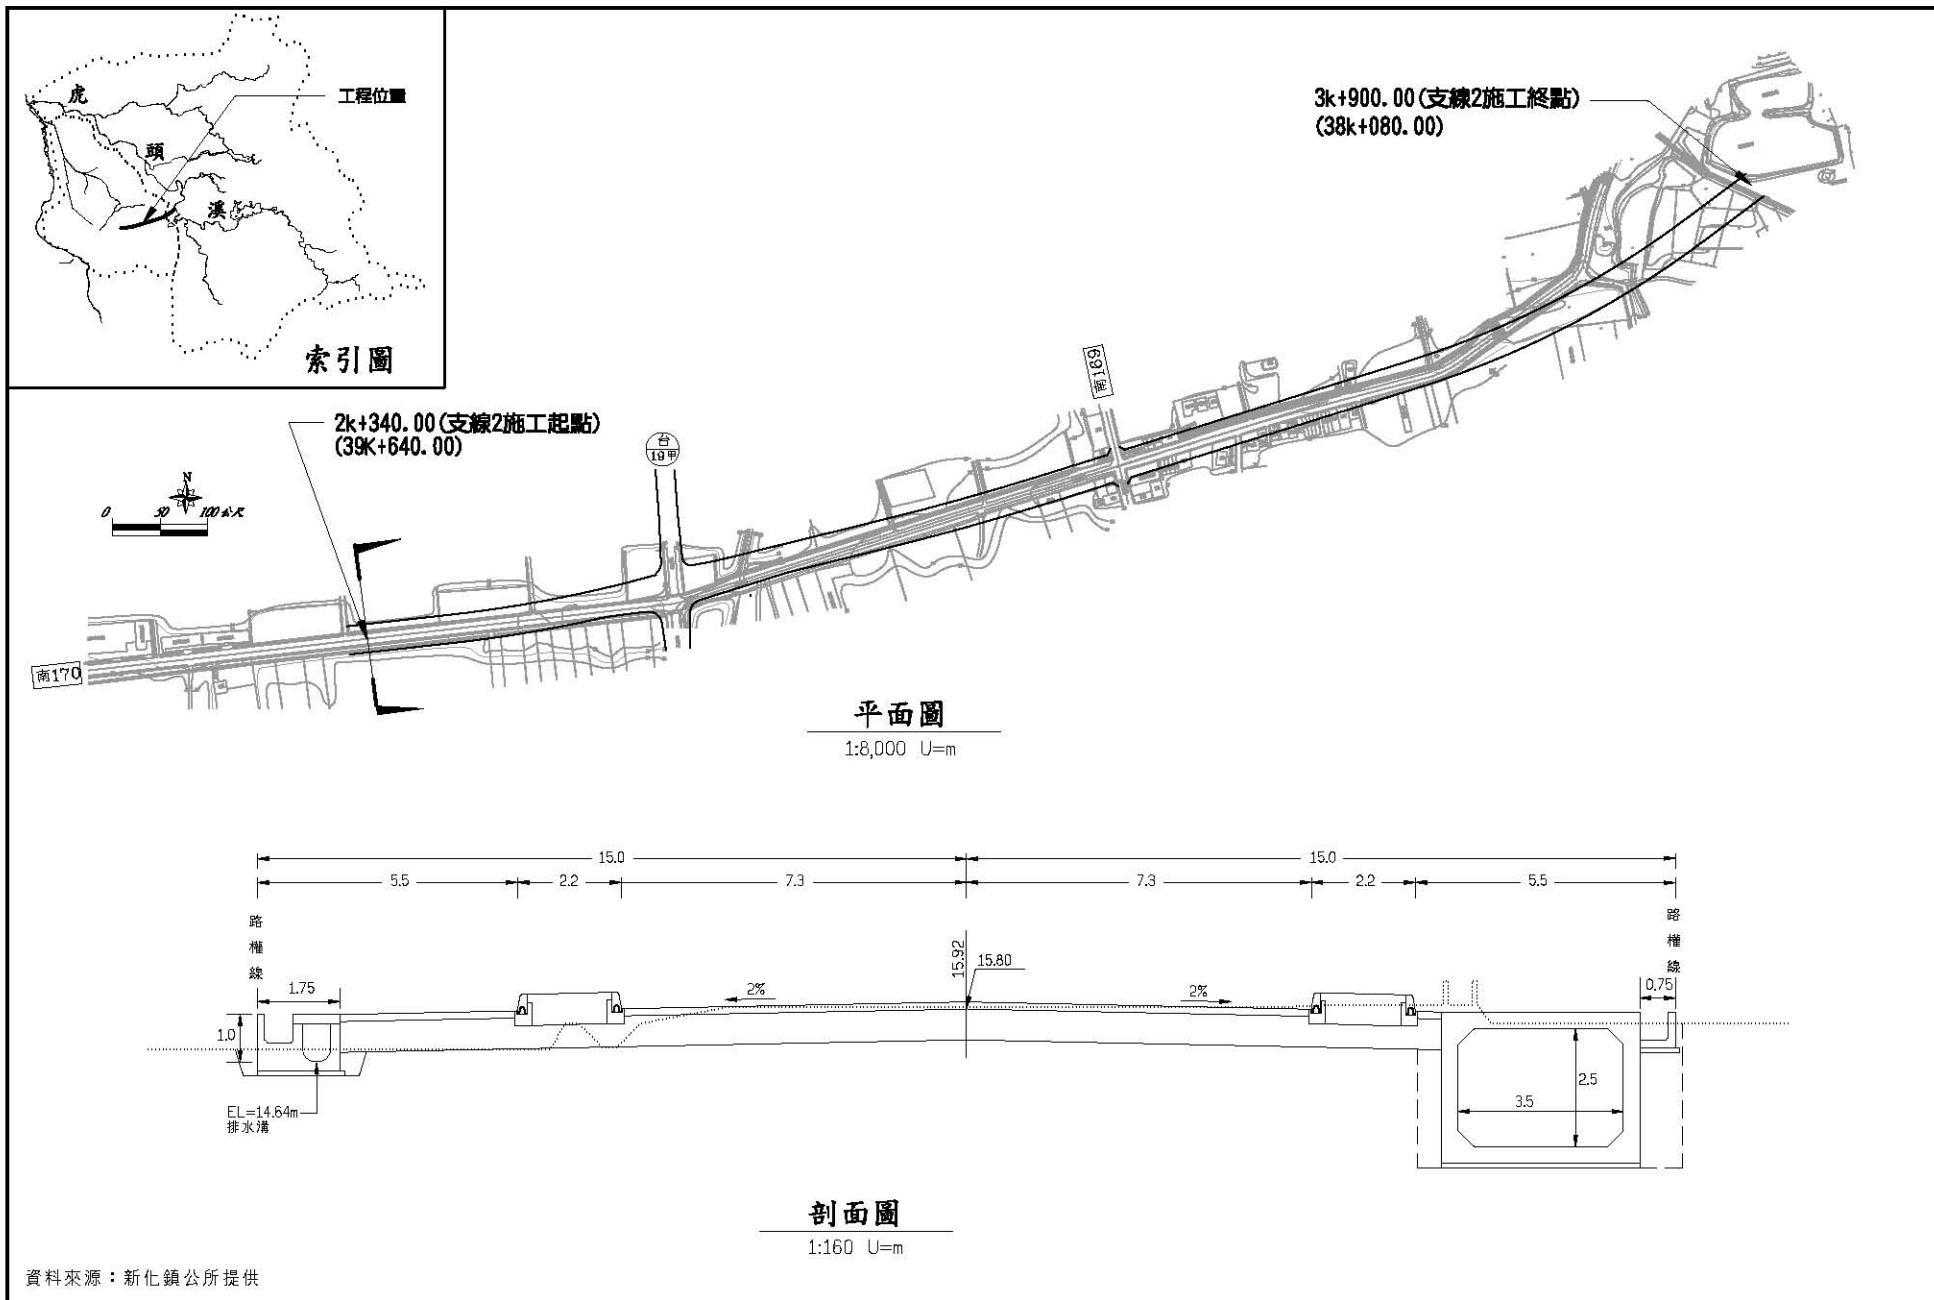 虎
頭
溪
工程位置
索引圖
3k+900.00(支線2施工終點)
(38k+080.00)
2k+340.00(支線2施工起點)
(39K+640.00)
台
19甲
南169
N
0 50 100公尺
南170
平面圖
1:8,000 U=m
15.0 15.0
5.5 2.2 7.3 7.3 2.2 5.5
路權線
路權線
15.92
15.80
1.75
2%
2%
0.75
1.0
2.5
3.5
EL=14.64m
排水溝
剖面圖
1:160 U=m
資料來源：新化鎮公所提供